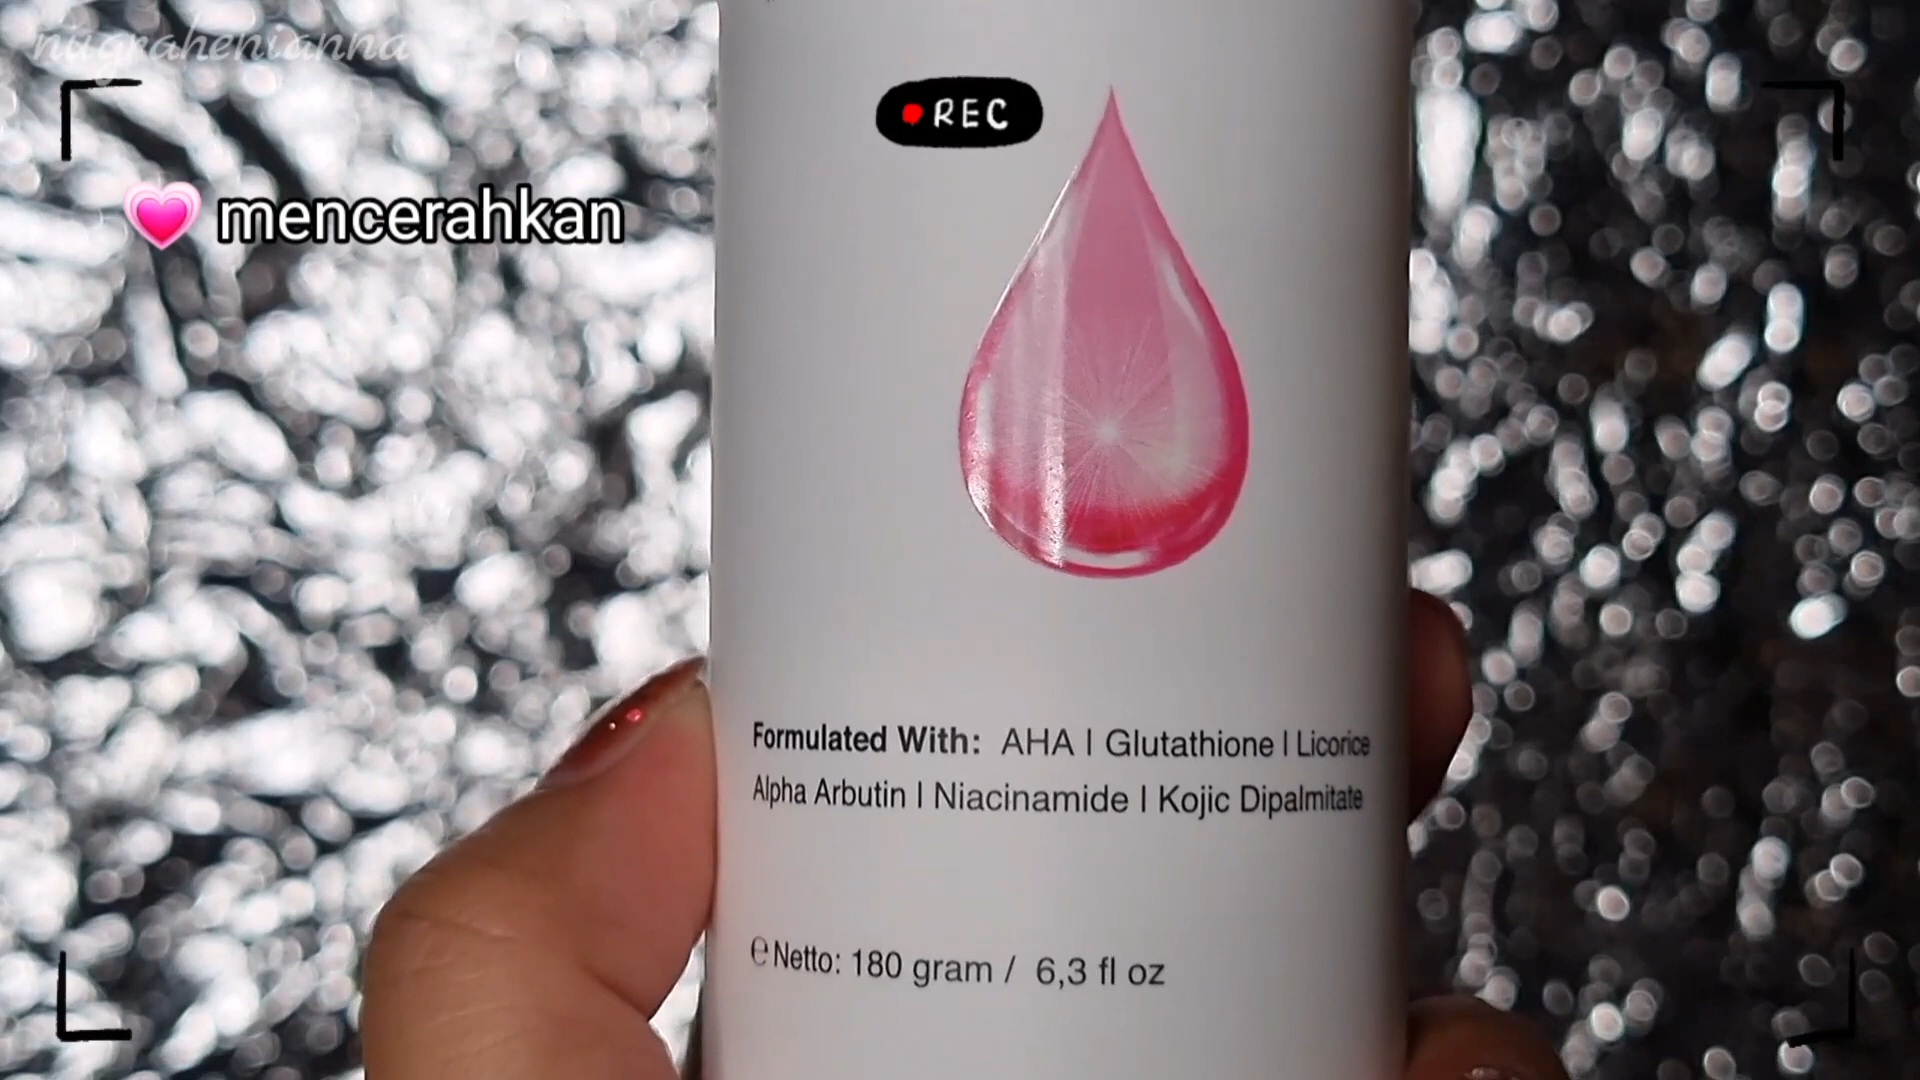 nugrahenianna
REC
mencerahkan
Formulated With: AHA | Glutathione | Licorice
Alpha Arbutin | Niacinamide | Kojic Dipalmitate
℮ Netto: 180 gram / 6,3 fl oz